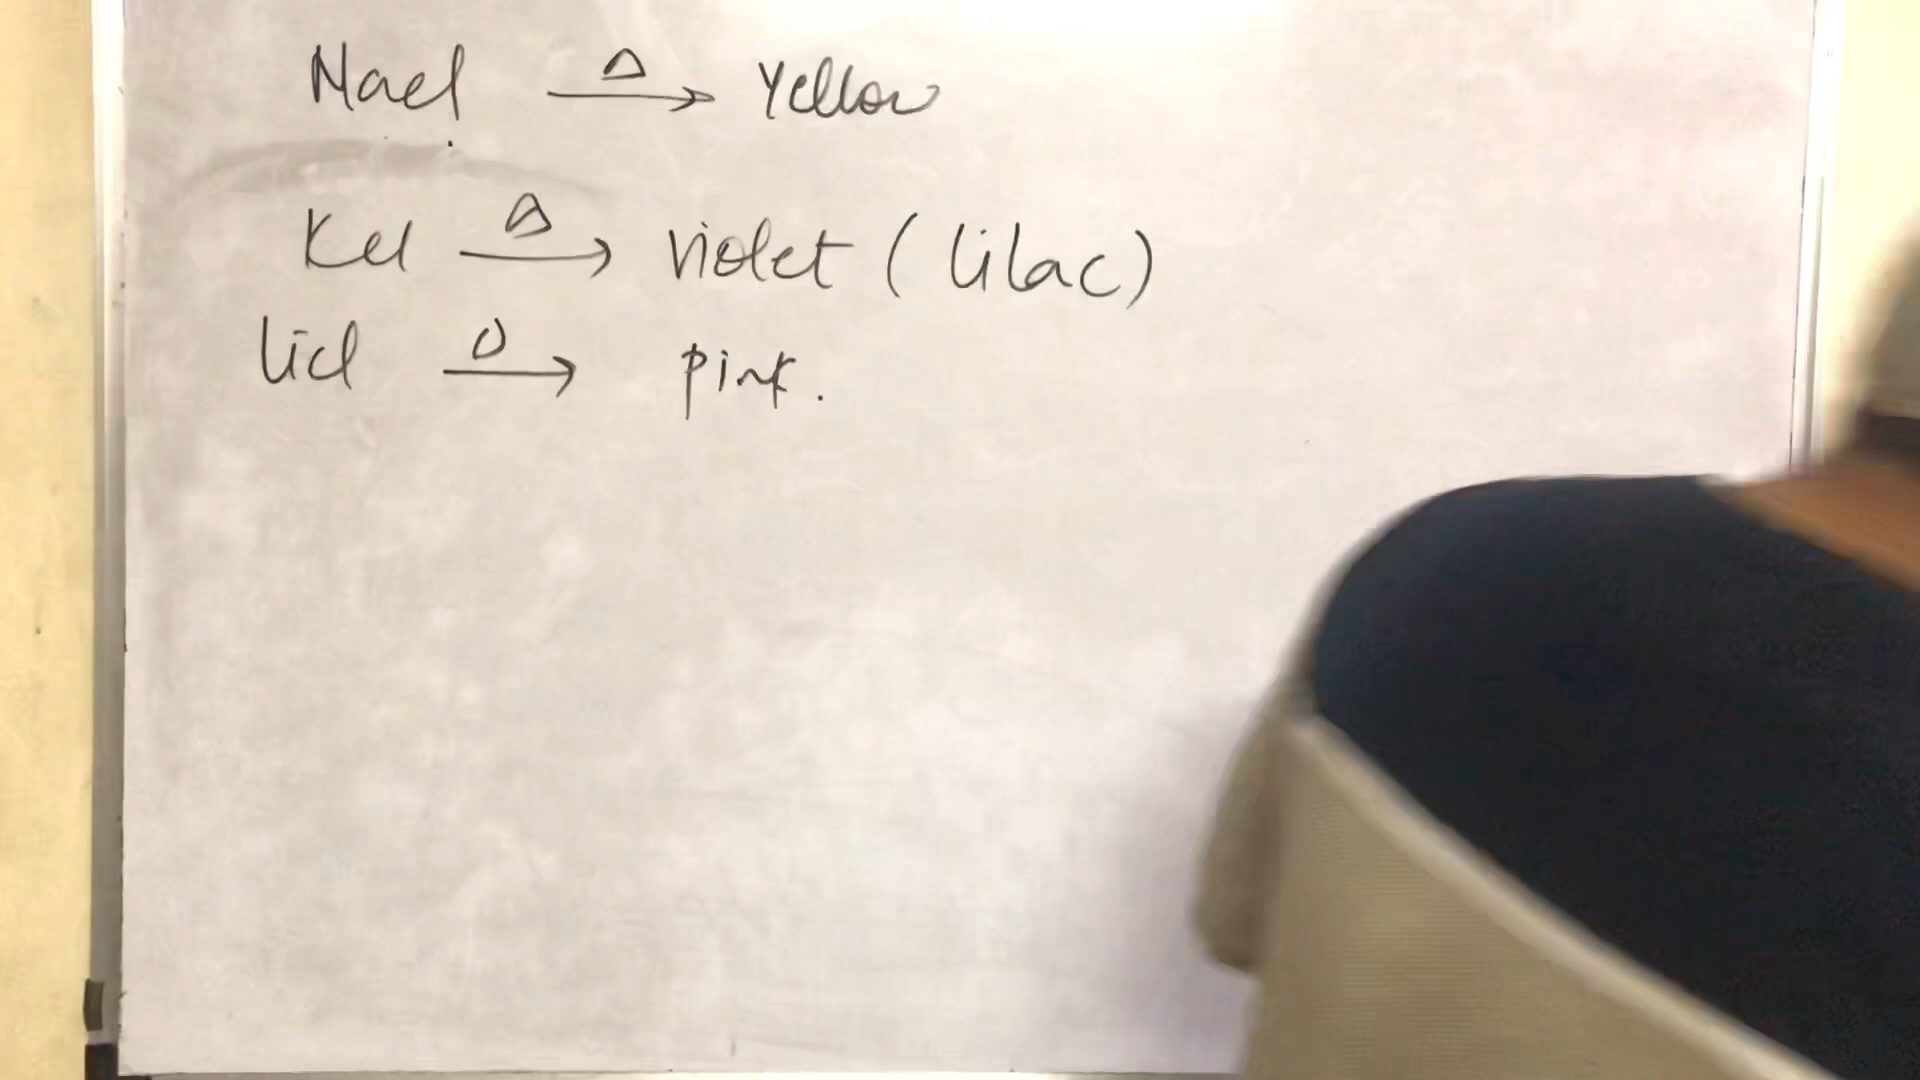 Nacl Δ→ Yellow
Kcl Δ→ violet (lilac)
licl Δ→ pink.